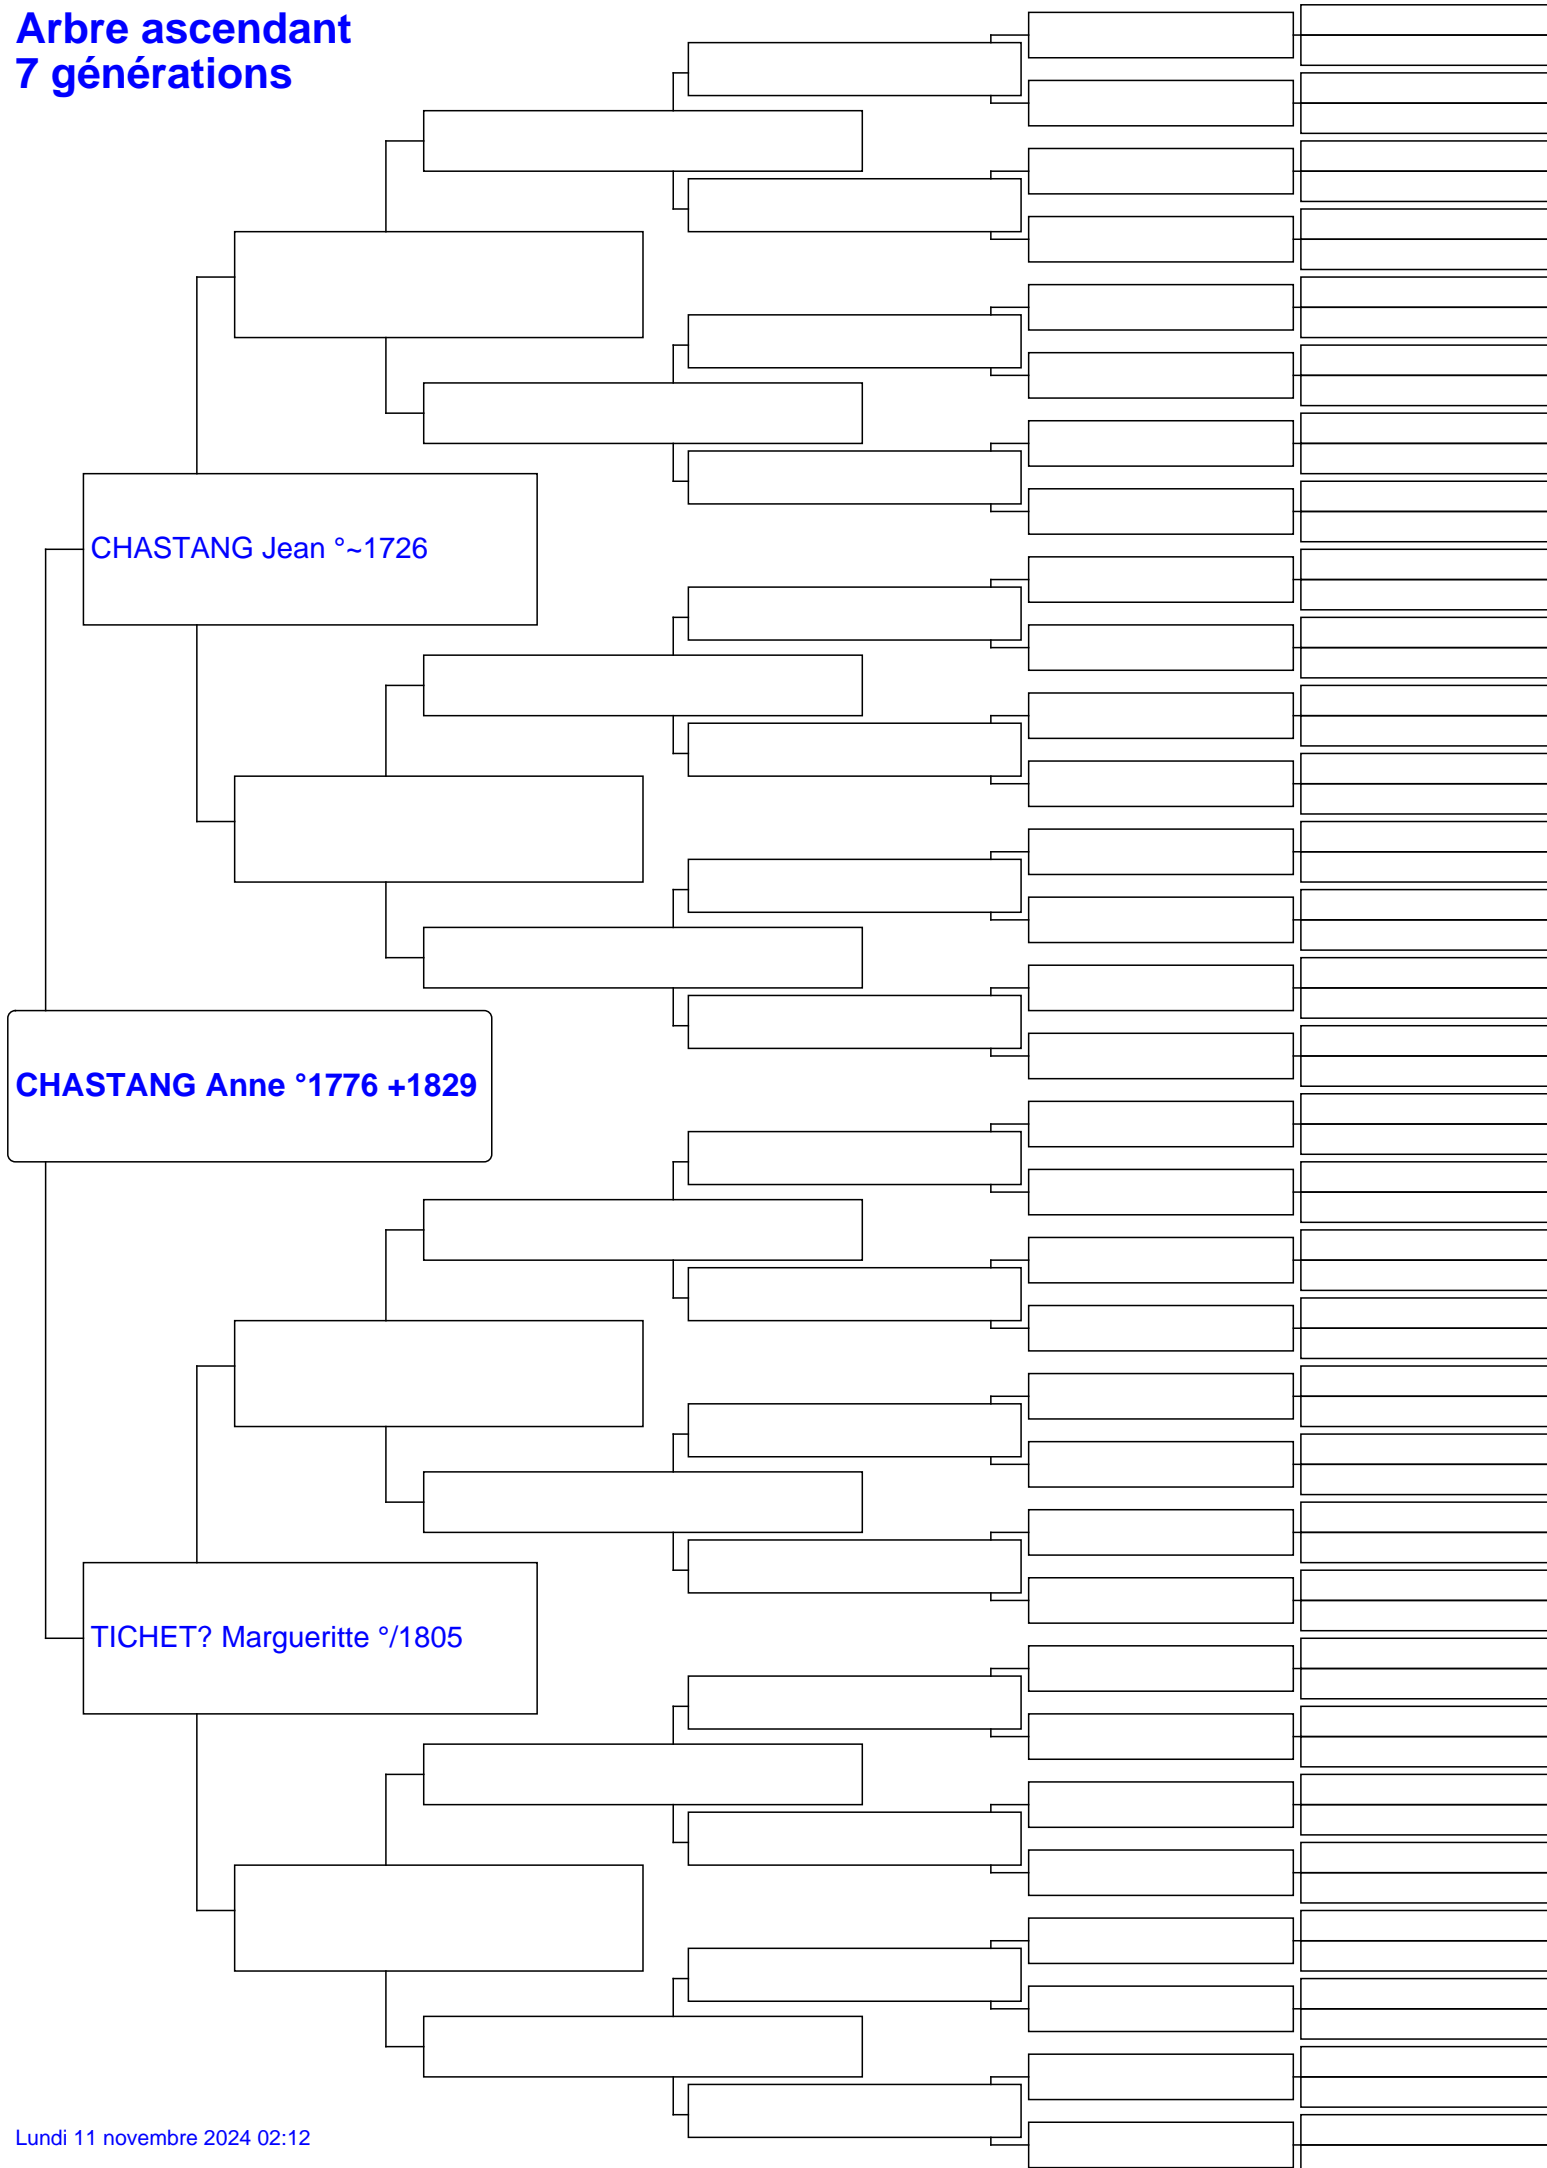 Arbre ascendant
7 générations
CHASTANG Jean °~1726
CHASTANG Anne °1776 +1829
TICHET? Margueritte °/1805
Lundi 11 novembre 2024 02:12